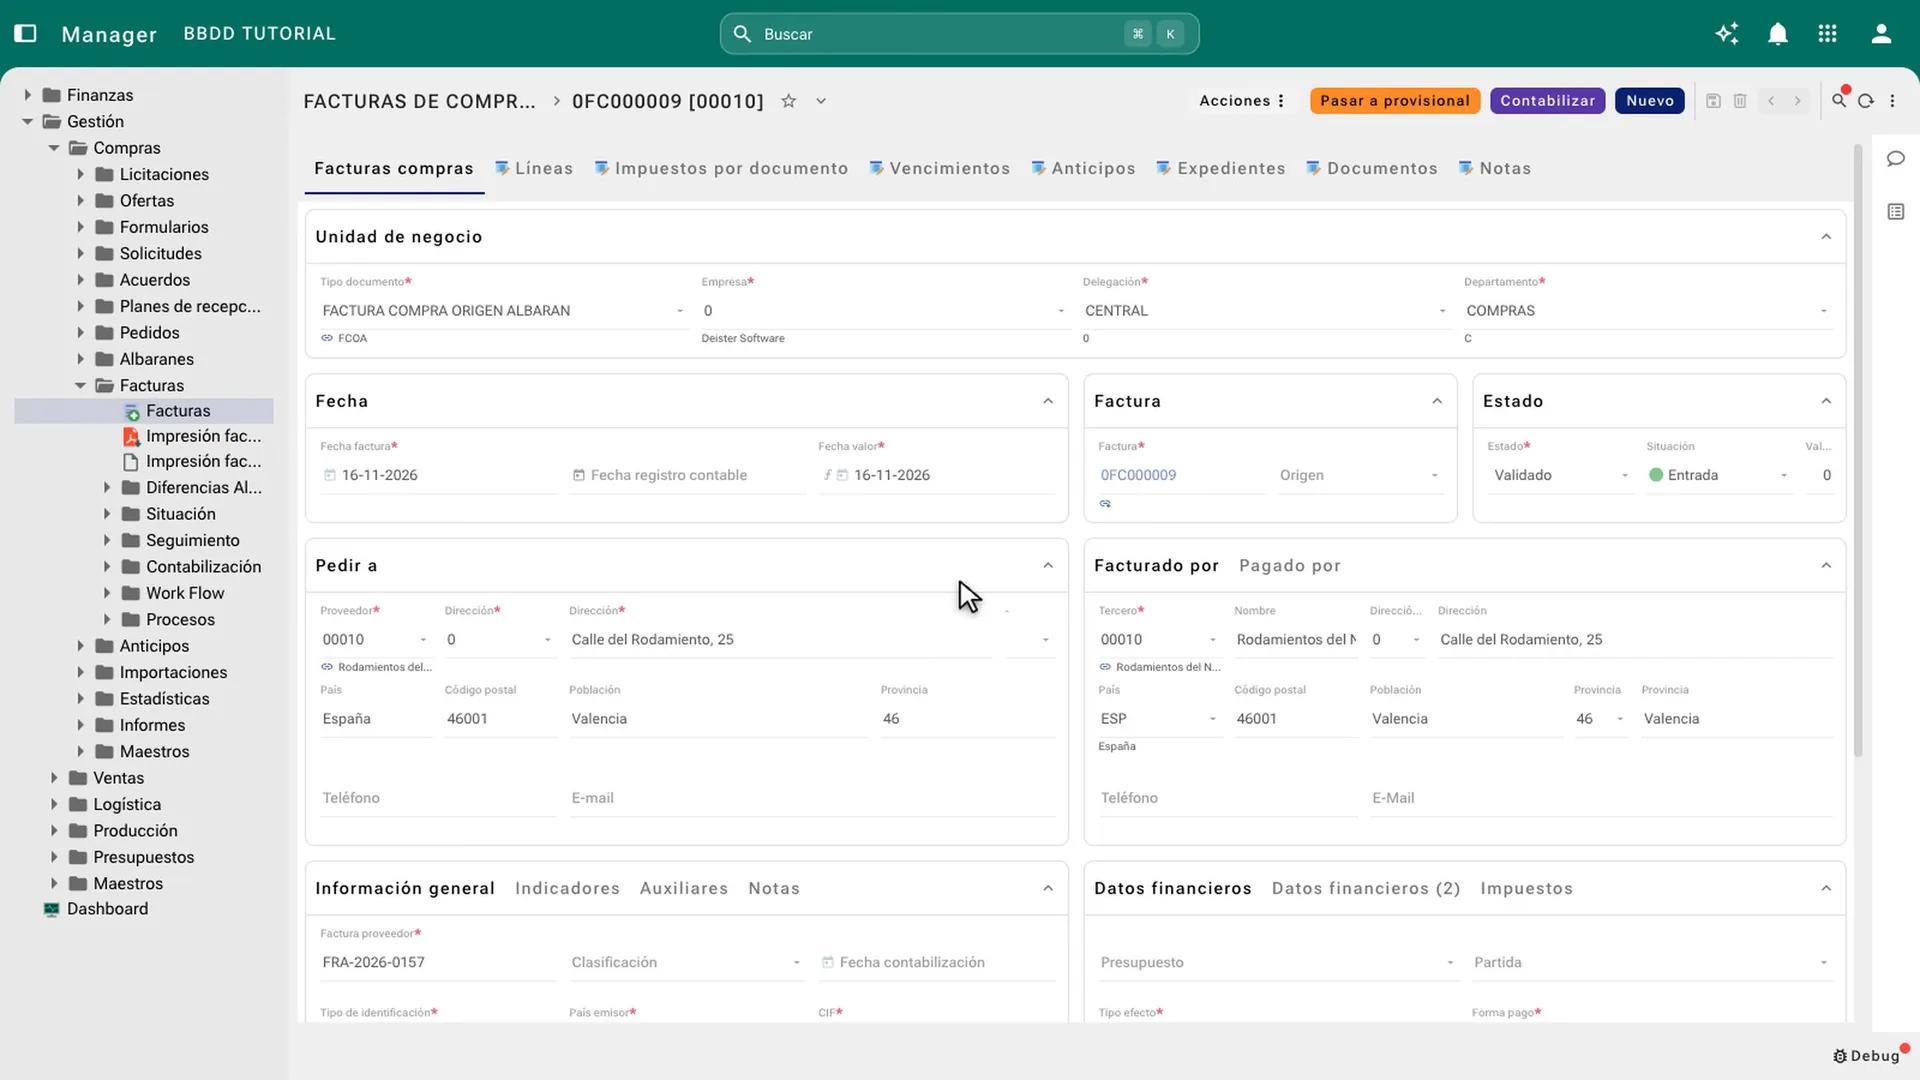 Manager BBDD TUTORIAL
Buscar
⌘ K
Finanzas
Gestión
Compras
Licitaciones
Ofertas
Formularios
Solicitudes
Acuerdos
Planes de recepc...
Pedidos
Albaranes
Facturas
Facturas
Impresión fac...
Impresión fac...
Diferencias Al...
Situación
Seguimiento
Contabilización
Work Flow
Procesos
Anticipos
Importaciones
Estadísticas
Informes
Maestros
Ventas
Logística
Producción
Presupuestos
Maestros
Dashboard
FACTURAS DE COMPR... > 0FC000009 [00010]
Acciones
Pasar a provisional
Contabilizar
Nuevo
Facturas compras Líneas Impuestos por documento Vencimientos Anticipos Expedientes Documentos Notas
Unidad de negocio
Tipo documento* Empresa* Delegación* Departamento*
FACTURA COMPRA ORIGEN ALBARAN 0 CENTRAL COMPRAS
FCOA Deister Software 0 C
Fecha
Fecha factura* Fecha valor*
16-11-2026 Fecha registro contable 16-11-2026
Factura
Factura*
0FC000009 Origen
Estado
Estado* Situación Val...
Validado Entrada 0
Pedir a
Proveedor* Dirección* Dirección* -
00010 0 Calle del Rodamiento, 25
Rodamientos del...
País Código postal Población Provincia
España 46001 Valencia 46
Teléfono E-mail
Facturado por Pagado por
Tercero* Nombre Direcció... Dirección
00010 Rodamientos del N 0 Calle del Rodamiento, 25
Rodamientos del N...
País Código postal Población Provincia Provincia
ESP 46001 Valencia 46 Valencia
España
Teléfono E-Mail
Información general Indicadores Auxiliares Notas
Factura proveedor*
FRA-2026-0157 Clasificación Fecha contabilización
Tipo de identificación* País emisor* CIF*
Datos financieros Datos financieros (2) Impuestos
Presupuesto Partida
Tipo efecto* Forma pago*
Debug